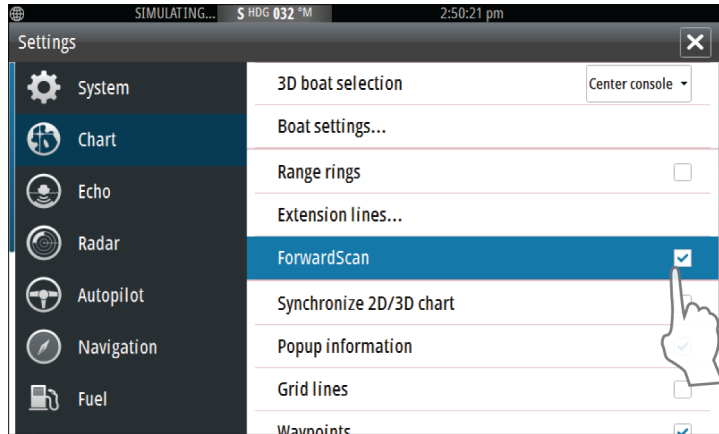 SIMULATING... S HDG 032 °M 2:50:21 pm
Settings
System
Chart
Echo
Radar
Autopilot
Navigation
Fuel
3D boat selection Center console
Boat settings...
Range rings
Extension lines...
ForwardScan
Synchronize 2D/3D chart
Popup information
Grid lines
Waypoints